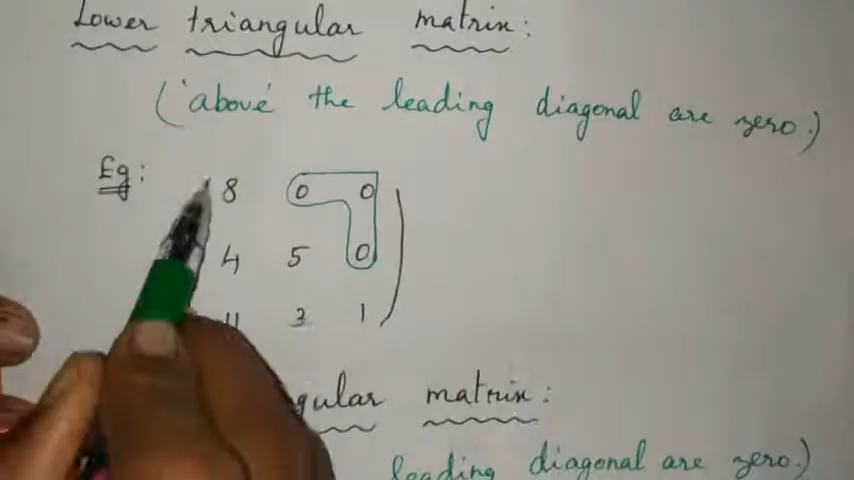 Lower triangular matrix:
('above' the leading diagonal are zero.)
Eg:
8 0 0
4 5 0
3 1
matrix:
leading diagonal are zero.)